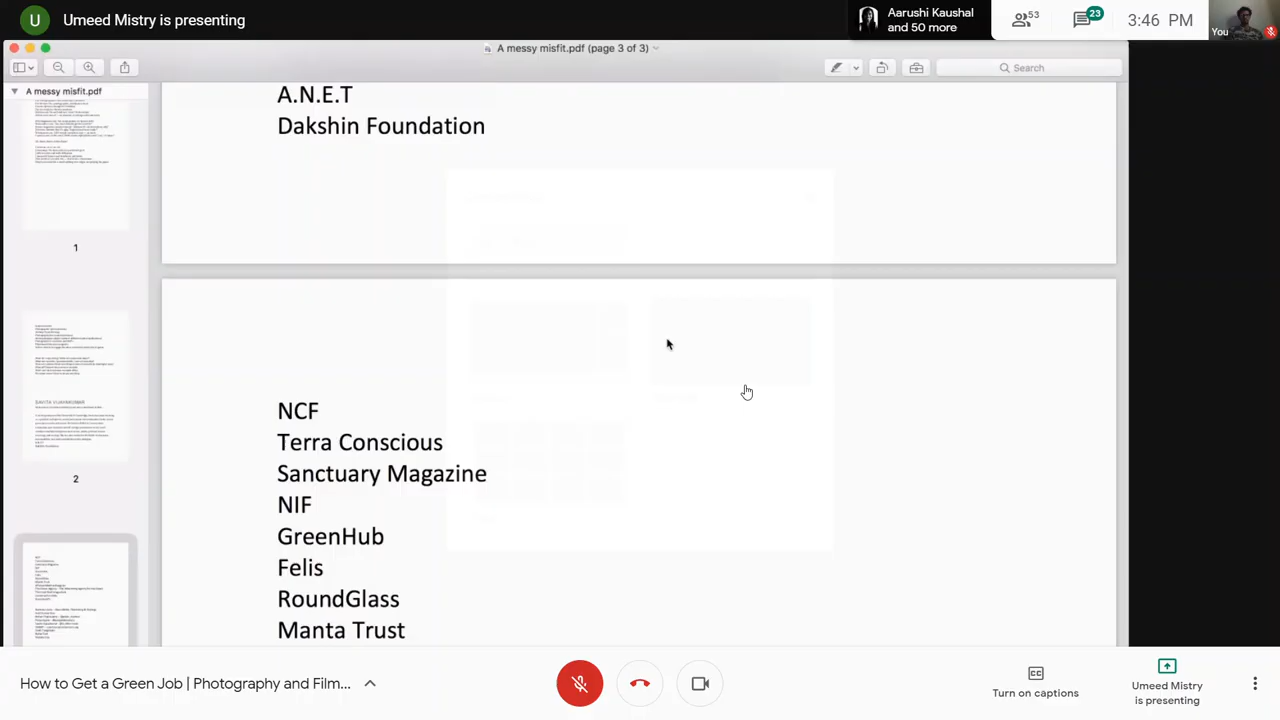 U
Umeed Mistry is presenting
Aarushi Kaushal
and 50 more
53
23
3:46 PM
You
A messy misfit.pdf (page 3 of 3)
Search
A messy misfit.pdf
1
2
A.N.E.T
Dakshin Foundation
NCF
Terra Conscious
Sanctuary Magazine
NIF
GreenHub
Felis
RoundGlass
Manta Trust
How to Get a Green Job | Photography and Film...
CC
Turn on captions
Umeed Mistry
is presenting